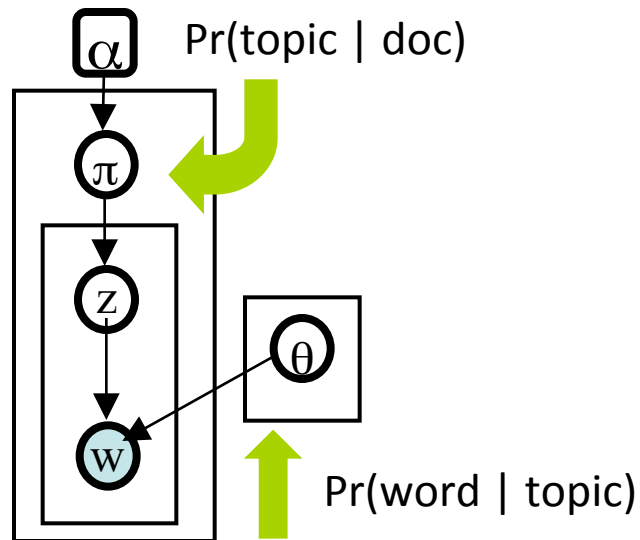 α
Pr(topic | doc)
π
z
θ
w
Pr(word | topic)